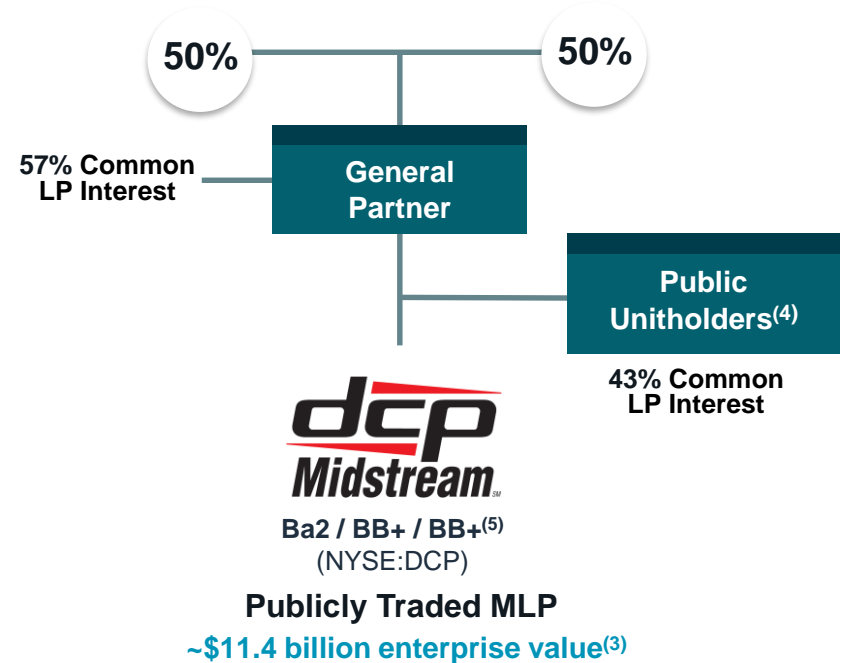 50%
50%
57% Common
LP Interest
General
Partner
Public
Unitholders(4)
43% Common
LP Interest
dcp
Midstream SM
Ba2 / BB+ / BB+(5)
(NYSE:DCP)
Publicly Traded MLP
~$11.4 billion enterprise value(3)